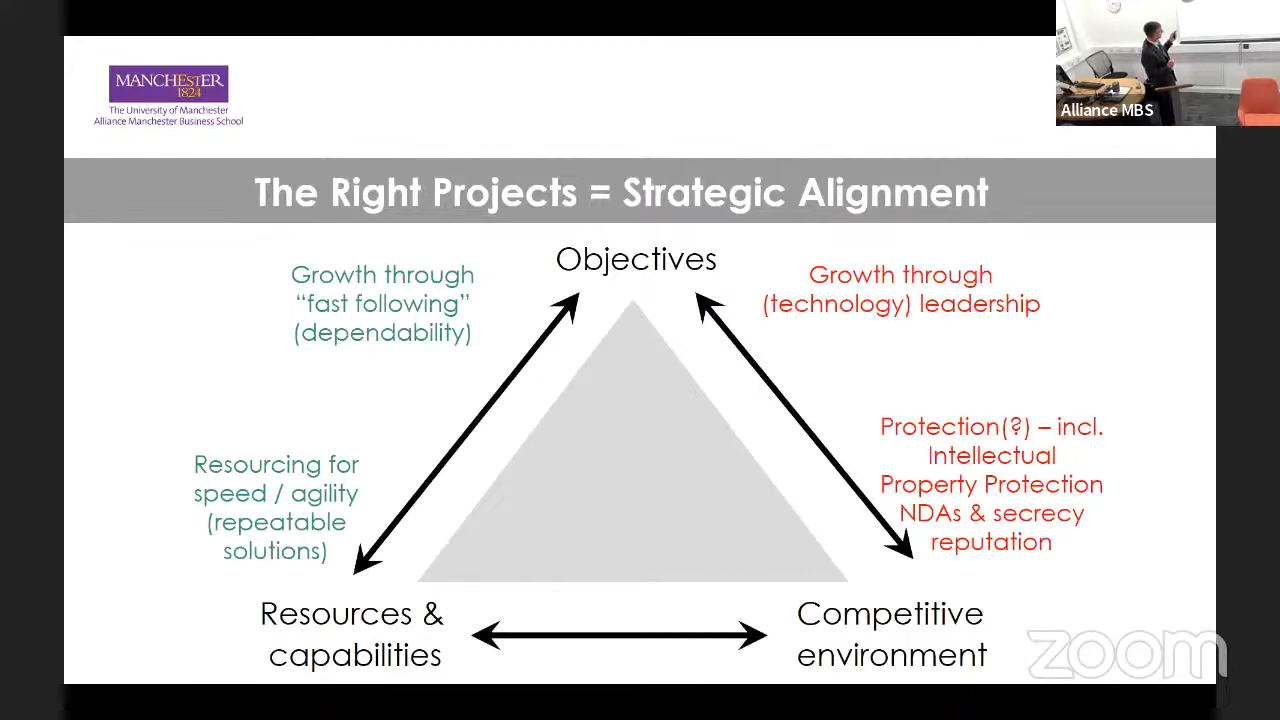 MANCHESTER
1824
The University of Manchester
Alliance Manchester Business School
Alliance MBS
The Right Projects = Strategic Alignment
Objectives
Growth through
“fast following”
(dependability)
Growth through
(technology) leadership
Resourcing for
speed / agility
(repeatable
solutions)
Protection(?) – incl.
Intellectual
Property Protection
NDAs & secrecy
reputation
Resources &
capabilities
Competitive
environment
zoom